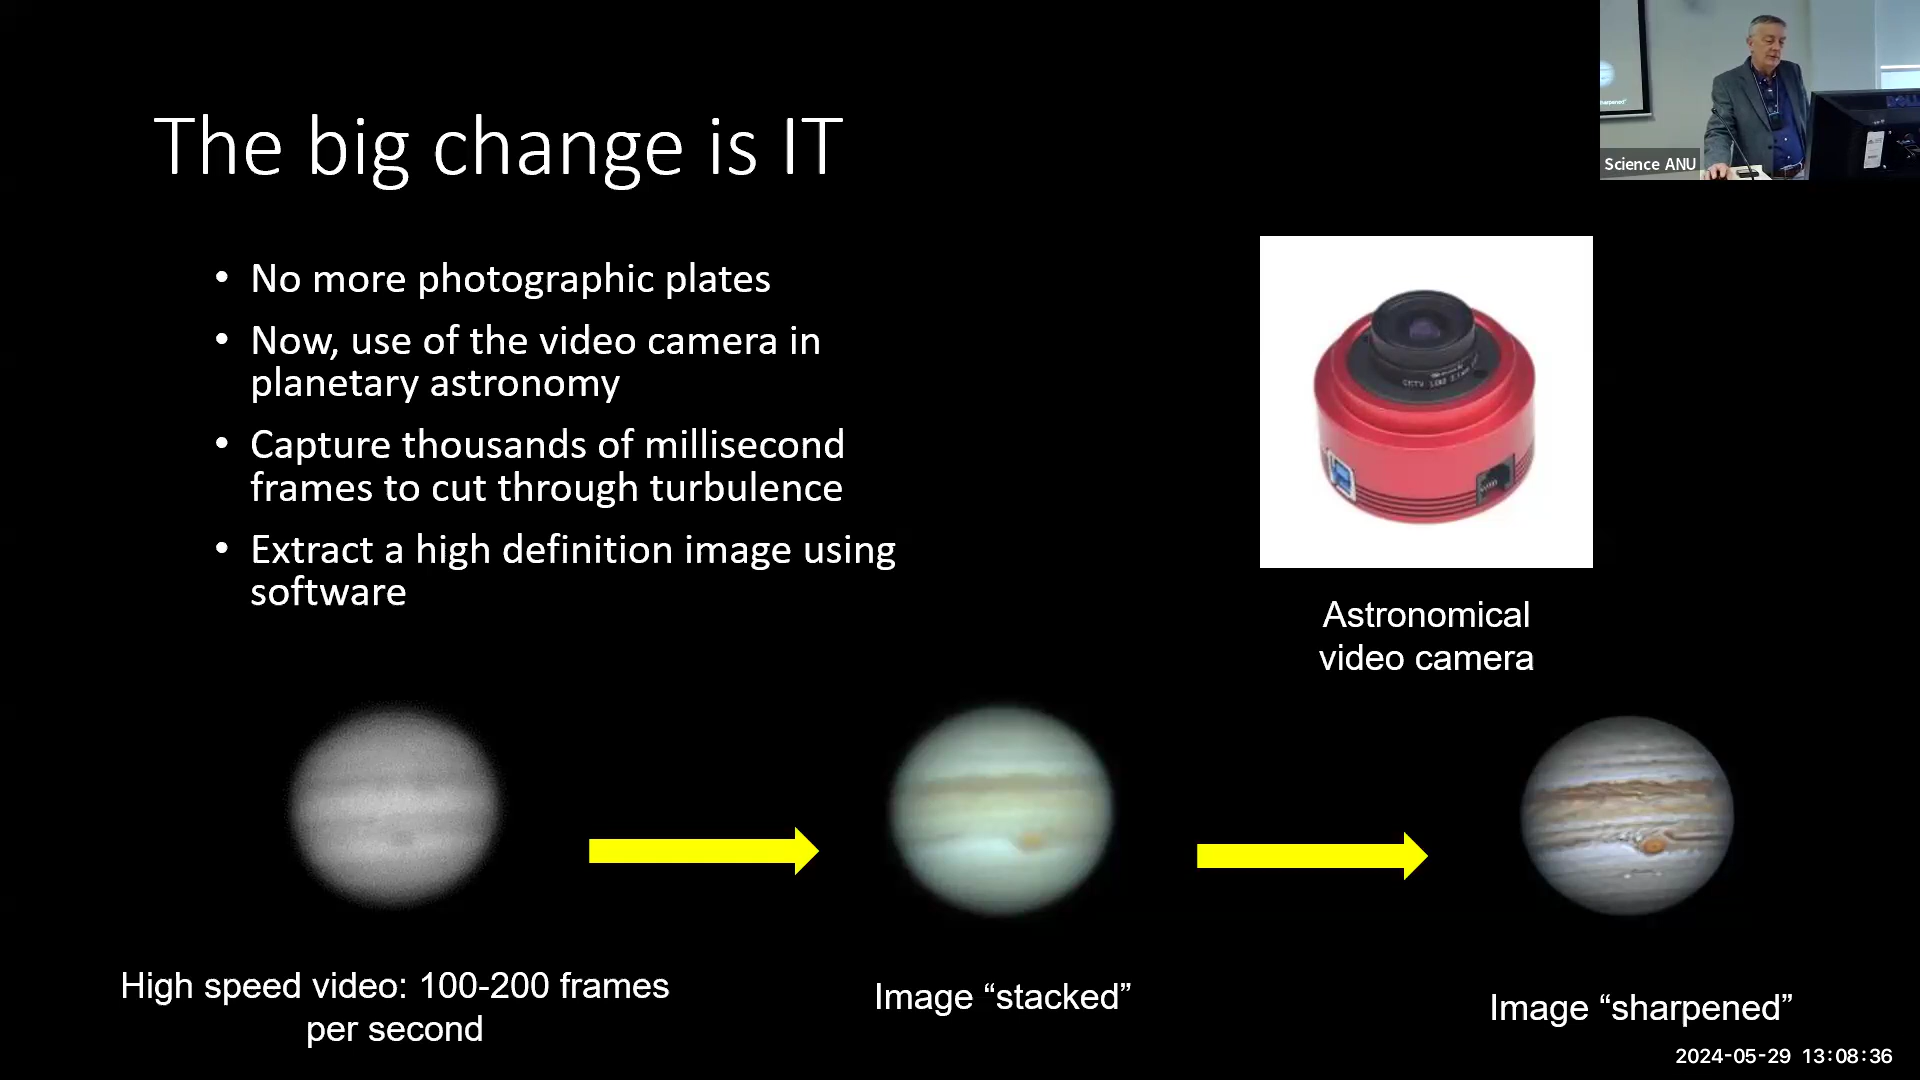 The big change is IT
Science ANU
• No more photographic plates
• Now, use of the video camera in
planetary astronomy
• Capture thousands of millisecond
frames to cut through turbulence
• Extract a high definition image using
software
Astronomical
video camera
High speed video: 100-200 frames
per second
Image “stacked”
Image “sharpened”
2024-05-29 13:08:36